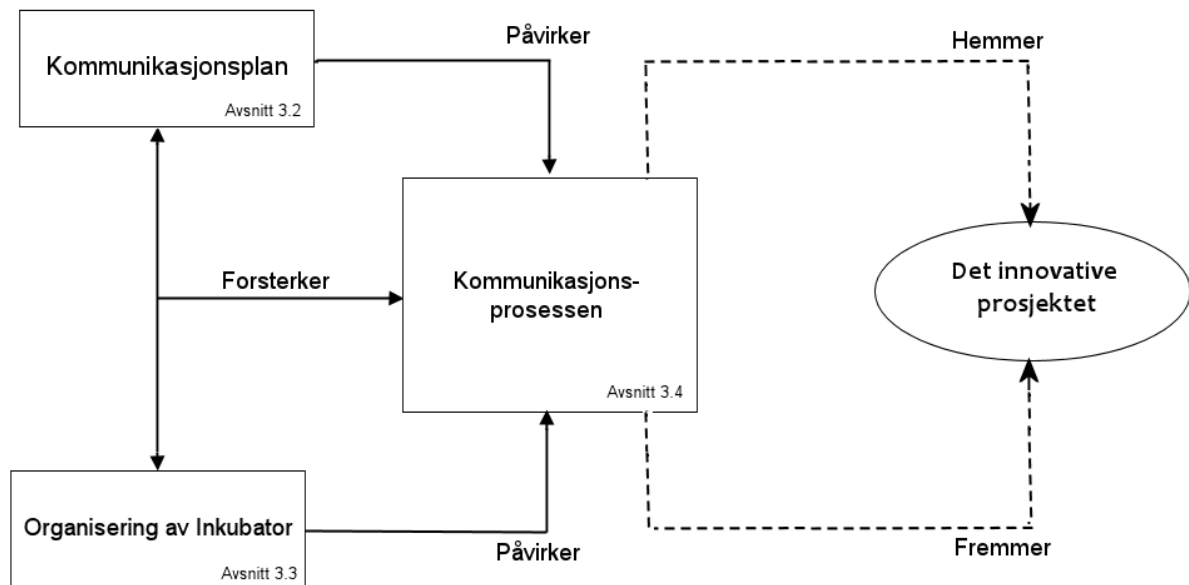 Påvirker
Hemmer
Kommunikasjonsplan
Avsnitt 3.2
Forsterker
Kommunikasjons-
prosessen
Avsnitt 3.4
Det innovative
prosjektet
Organisering av Inkubator
Avsnitt 3.3
Påvirker
Fremmer